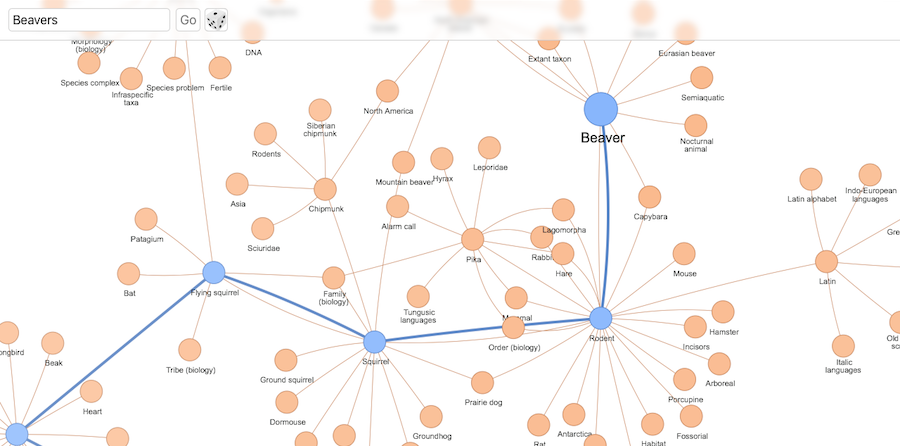 Beavers
Go
Morphology
(biology)
DNA
Extant taxon
Eurasian beaver
Species complex
Infraspecific
taxa
Species problem
Fertile
North America
Semiaquatic
Siberian
chipmunk
Beaver
Nocturnal
animal
Rodents
Leporidae
Hyrax
Mountain beaver
Asia
Chipmunk
Latin alphabet
Indo-European
languages
Capybara
Alarm call
Lagomorpha
Patagium
Sciuridae
Pika
Rabbit
Hare
Mouse
Latin
Bat
Flying squirrel
Family
(biology)
Tungusic
languages
Mammal
Hamster
Rodent
Incisors
Order (biology)
Squirrel
Beak
Tribe (biology)
Ground squirrel
Italic
languages
Arboreal
Prairie dog
Porcupine
Heart
Dormouse
Groundhog
Antarctica
Rat
Habitat
Fossorial